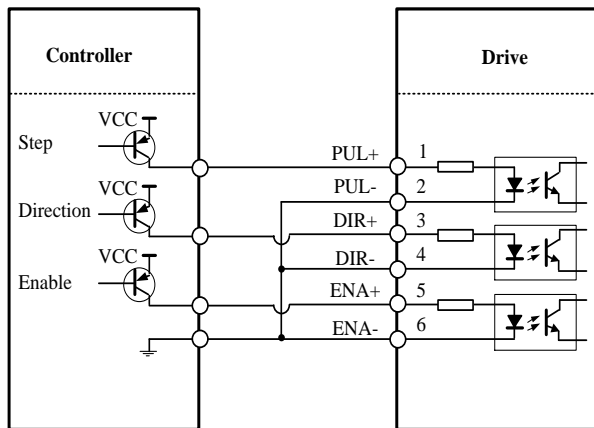 Controller
Drive
VCC
Step
PUL+ 1
PUL- 2
VCC
Direction
DIR+ 3
DIR- 4
VCC
Enable
ENA+ 5
ENA- 6